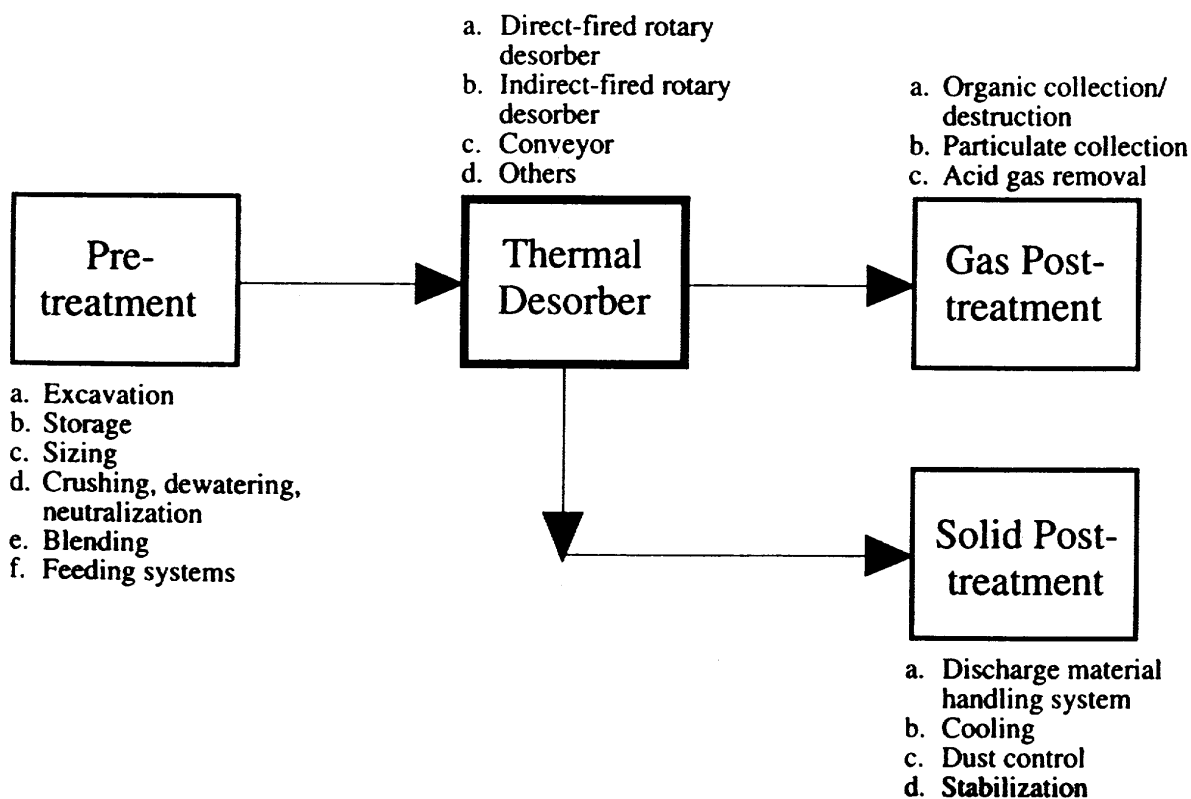 a. Direct-fired rotary
desorber
b. Indirect-fired rotary
desorber
c. Conveyor
d. Others
a. Organic collection/
destruction
b. Particulate collection
c. Acid gas removal
Pre-
treatment
Thermal
Desorber
Gas Post-
treatment
a. Excavation
b. Storage
c. Sizing
d. Crushing, dewatering,
neutralization
e. Blending
f. Feeding systems
Solid Post-
treatment
a. Discharge material
handling system
b. Cooling
c. Dust control
d. Stabilization